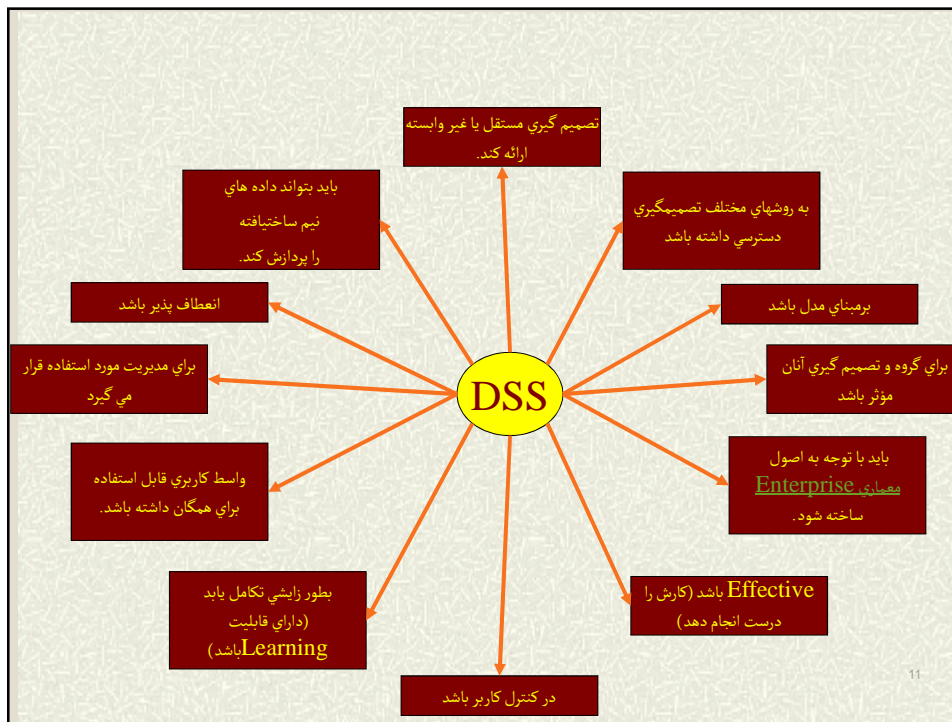 تصميم گيري مستقل يا غير وابسته
ارائه كند.
به روشهاي مختلف تصميمگيري
دسترسي داشته باشد
برمبناي مدل باشد
براي گروه و تصميم گيري آنان
مؤثر باشد
بايد با توجه به اصول
معماري Enterprise
ساخته شود.
Effective باشد (كارش را
درست انجام دهد)
در كنترل كاربر باشد
بطور زايشي تكامل يابد
(داراي قابليت
Learningباشد)
واسط كاربري قابل استفاده
براي همگان داشته باشد.
براي مديريت مورد استفاده قرار
مي گيرد
انعطاف پذير باشد
بايد بتواند داده هاي
نيم ساختيافته
را پردازش كند.
DSS
11